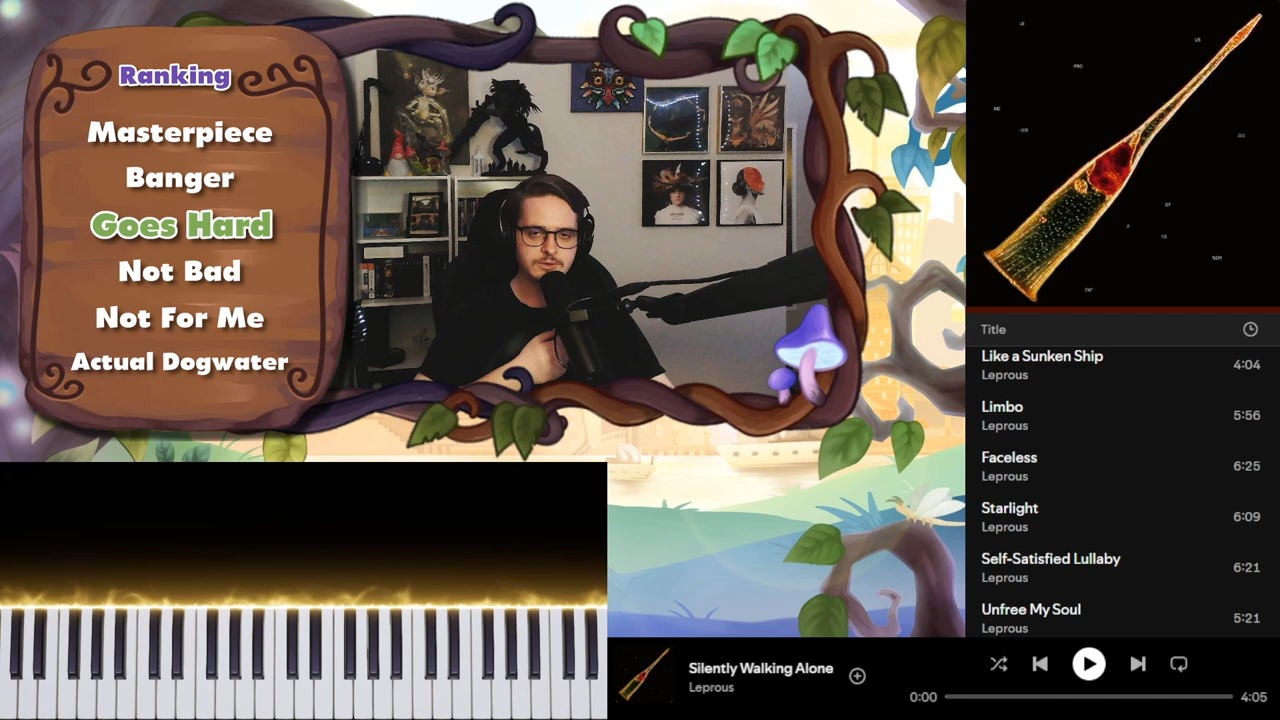 Ranking
Masterpiece
Banger
Goes Hard
Not Bad
Not For Me
Actual Dogwater
Title
Like a Sunken Ship
Leprous
4:04
Limbo
Leprous
5:56
Faceless
Leprous
6:25
Starlight
Leprous
6:09
Self-Satisfied Lullaby
Leprous
6:21
Unfree My Soul
Leprous
5:21
Silently Walking Alone
Leprous
0:00
4:05